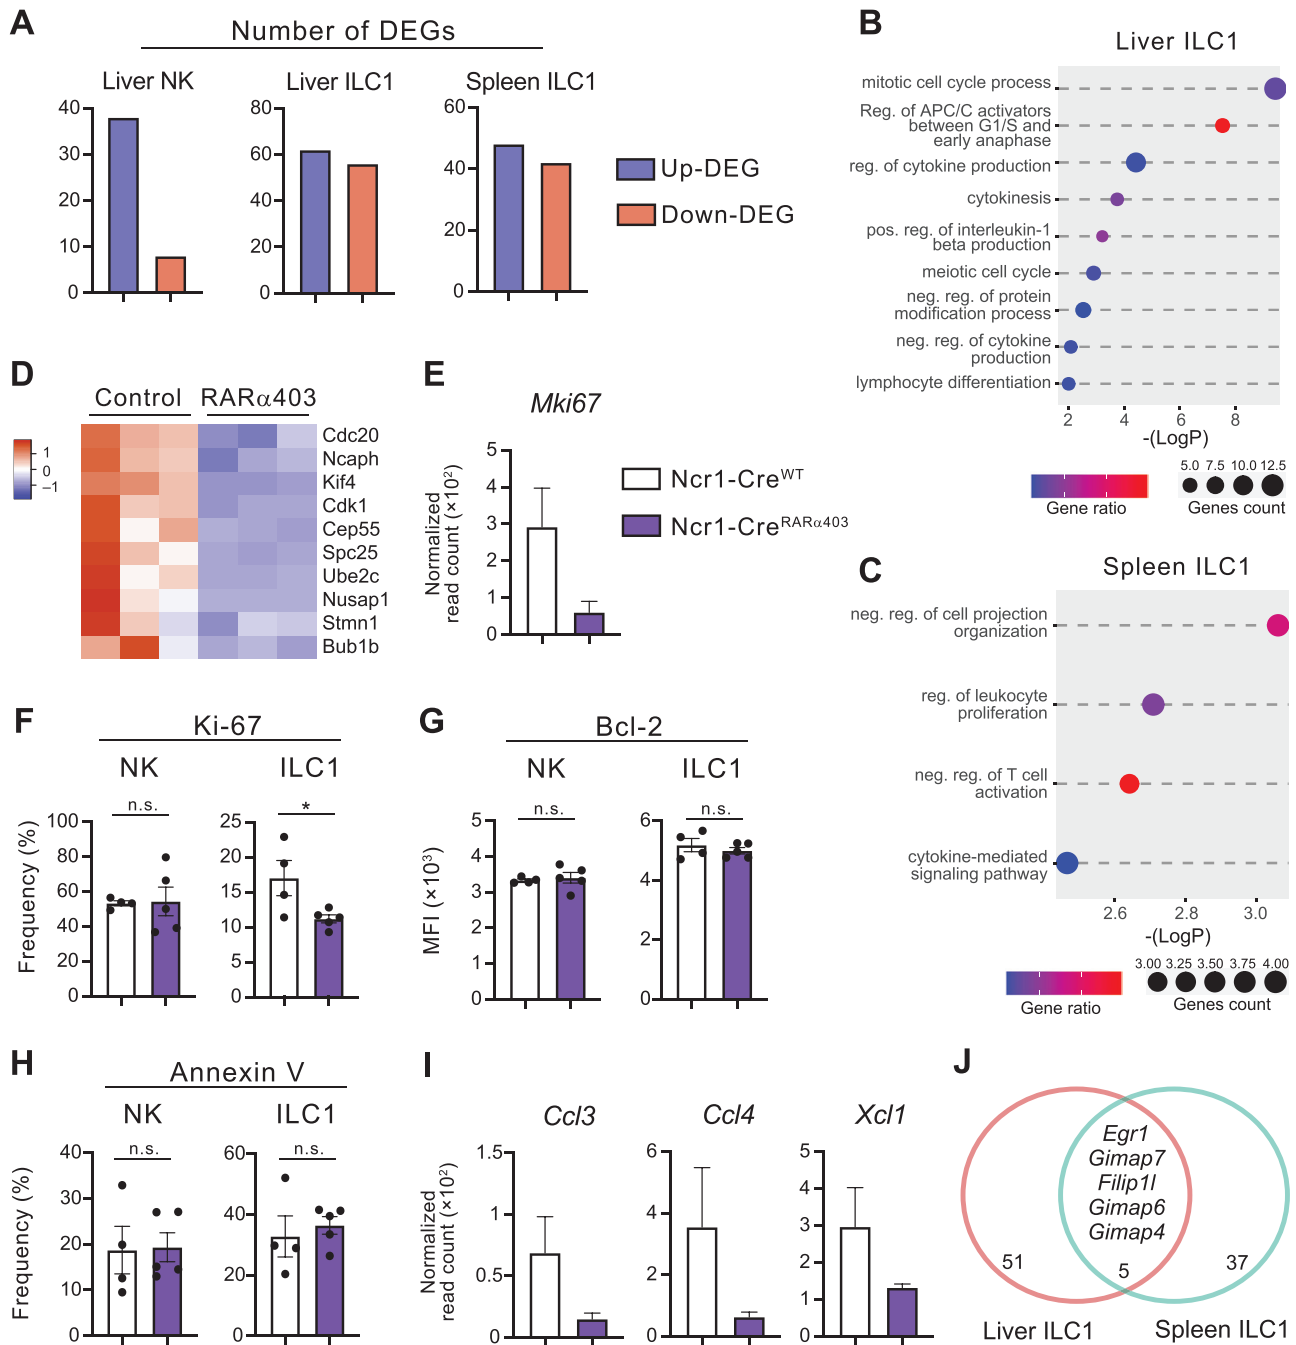 A
Number of DEGs
Liver NK
Liver ILC1
Spleen ILC1
40
30
20
10
0
80
60
40
20
0
60
40
20
0
Up-DEG
Down-DEG
B
Liver ILC1
mitotic cell cycle process
Reg. of APC/C activators
between G1/S and
early anaphase
reg. of cytokine production
cytokinesis
pos. reg. of interleukin-1
beta production
meiotic cell cycle
neg. reg. of protein
modification process
neg. reg. of cytokine
production
lymphocyte differentiation
2 4 6 8
-(LogP)
Gene ratio
5.0 7.5 10.0 12.5
Genes count
C
Spleen ILC1
neg. reg. of cell projection
organization
reg. of leukocyte
proliferation
neg. reg. of T cell
activation
cytokine-mediated
signaling pathway
2.6 2.8 3.0
-(LogP)
Gene ratio
3.00 3.25 3.50 3.75 4.00
Genes count
D
Control
RARα403
1
0
−1
Cdc20
Ncaph
Kif4
Cdk1
Cep55
Spc25
Ube2c
Nusap1
Stmn1
Bub1b
E
Mki67
Normalized
read count (×10²)
5
4
3
2
1
0
Ncr1-Cre^WT
Ncr1-Cre^RARα403
F
Ki-67
NK
ILC1
Frequency (%)
n.s.
100
80
60
40
20
0
*
25
20
15
10
5
0
G
Bcl-2
NK
ILC1
MFI (×10³)
n.s.
5
4
3
2
1
0
n.s.
6
4
2
0
H
Annexin V
NK
ILC1
Frequency (%)
n.s.
40
30
20
10
0
n.s.
60
40
20
0
I
Ccl3
Ccl4
Xcl1
Normalized
read count (×10²)
1.5
1
0.5
0
6
4
2
0
5
4
3
2
1
0
J
Egr1
Gimap7
Filip1l
Gimap6
Gimap4
51
5
37
Liver ILC1
Spleen ILC1